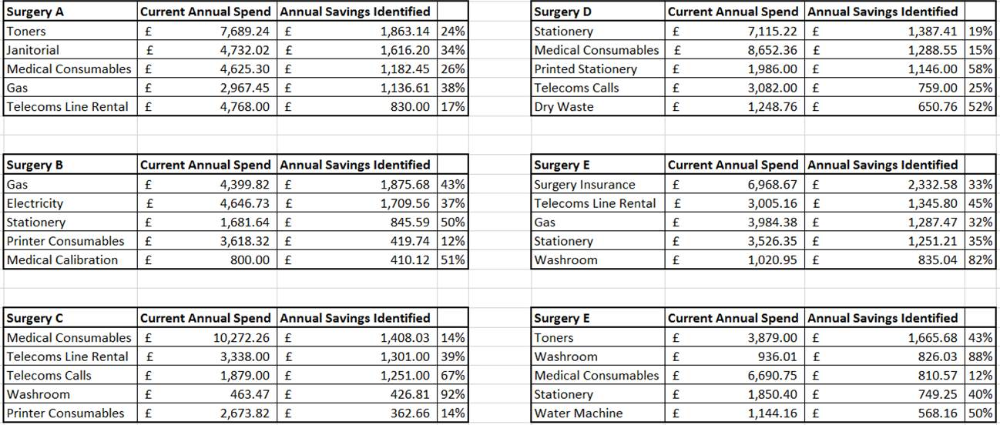 Surgery A Current Annual Spend Annual Savings Identified
Toners £ 7,689.24 £ 1,863.14 24%
Janitorial £ 4,732.02 £ 1,616.20 34%
Medical Consumables £ 4,625.30 £ 1,182.45 26%
Gas £ 2,967.45 £ 1,136.61 38%
Telecoms Line Rental £ 4,768.00 £ 830.00 17%
Surgery D Current Annual Spend Annual Savings Identified
Stationery £ 7,115.22 £ 1,387.41 19%
Medical Consumables £ 8,652.36 £ 1,288.55 15%
Printed Stationery £ 1,986.00 £ 1,146.00 58%
Telecoms Calls £ 3,082.00 £ 759.00 25%
Dry Waste £ 1,248.76 £ 650.76 52%
Surgery B Current Annual Spend Annual Savings Identified
Gas £ 4,399.82 £ 1,875.68 43%
Electricity £ 4,646.73 £ 1,709.56 37%
Stationery £ 1,681.64 £ 845.59 50%
Printer Consumables £ 3,618.32 £ 419.74 12%
Medical Calibration £ 800.00 £ 410.12 51%
Surgery E Current Annual Spend Annual Savings Identified
Surgery Insurance £ 6,968.67 £ 2,332.58 33%
Telecoms Line Rental £ 3,005.16 £ 1,345.80 45%
Gas £ 3,984.38 £ 1,287.47 32%
Stationery £ 3,526.35 £ 1,251.21 35%
Washroom £ 1,020.95 £ 835.04 82%
Surgery C Current Annual Spend Annual Savings Identified
Medical Consumables £ 10,272.26 £ 1,408.03 14%
Telecoms Line Rental £ 3,338.00 £ 1,301.00 39%
Telecoms Calls £ 1,879.00 £ 1,251.00 67%
Washroom £ 463.47 £ 426.81 92%
Printer Consumables £ 2,673.82 £ 362.66 14%
Surgery E Current Annual Spend Annual Savings Identified
Toners £ 3,879.00 £ 1,665.68 43%
Washroom £ 936.01 £ 826.03 88%
Medical Consumables £ 6,690.75 £ 810.57 12%
Stationery £ 1,850.40 £ 749.25 40%
Water Machine £ 1,144.16 £ 568.16 50%